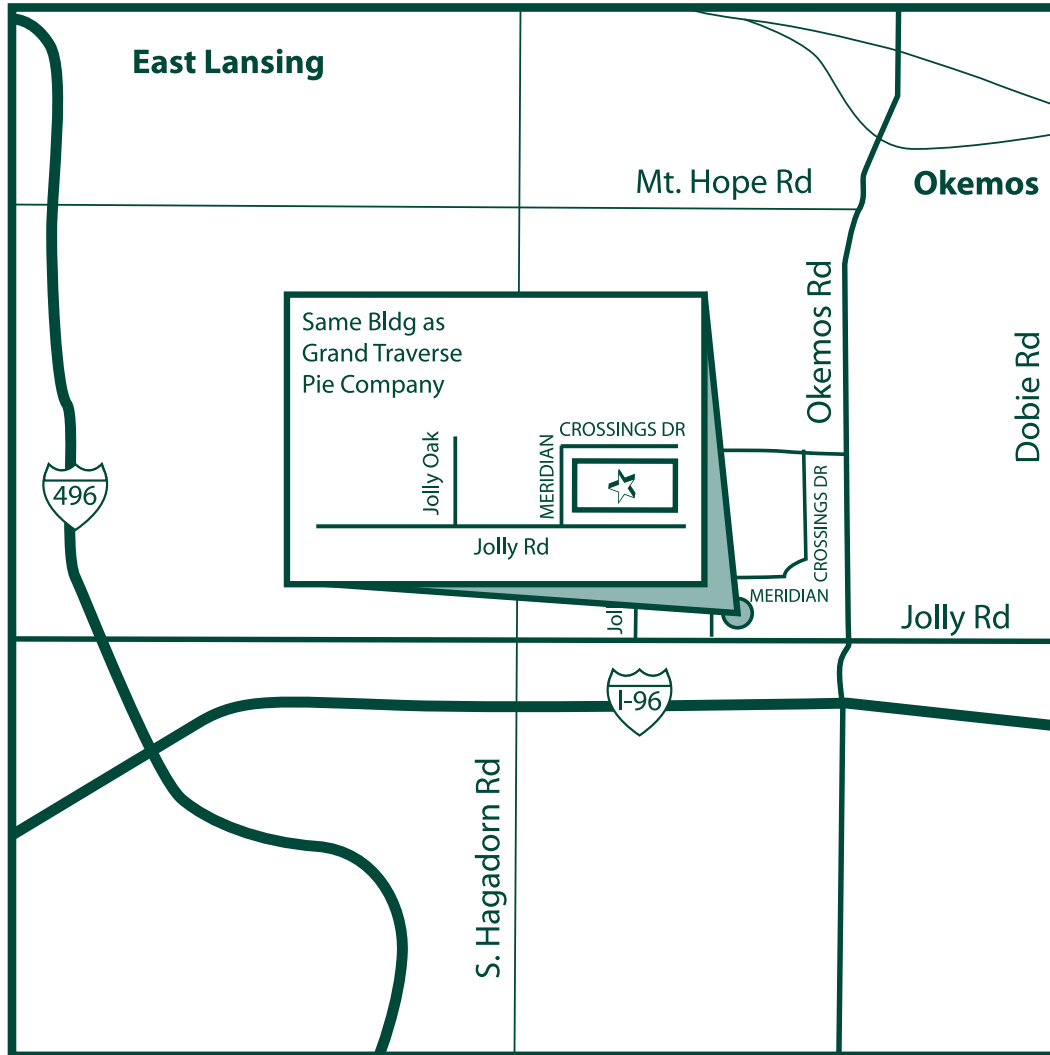 East Lansing
Mt. Hope Rd
Okemos
Okemos Rd
Dobie Rd
Same Bldg as
Grand Traverse
Pie Company
CROSSINGS DR
MERIDIAN
Jolly Oak
Jolly Rd
496
CROSSINGS DR
MERIDIAN
Jolly Rd
I-96
S. Hagadorn Rd